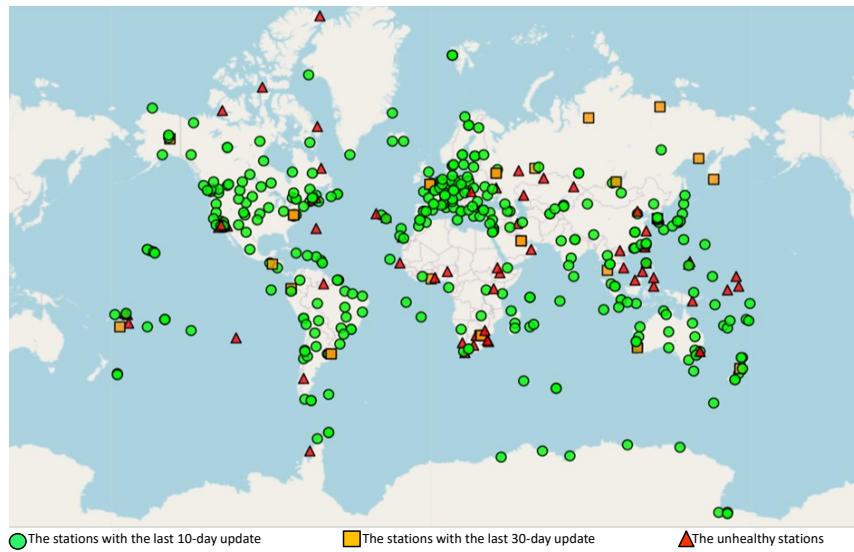 The stations with the last 10-day update The stations with the last 30-day update The unhealthy stations